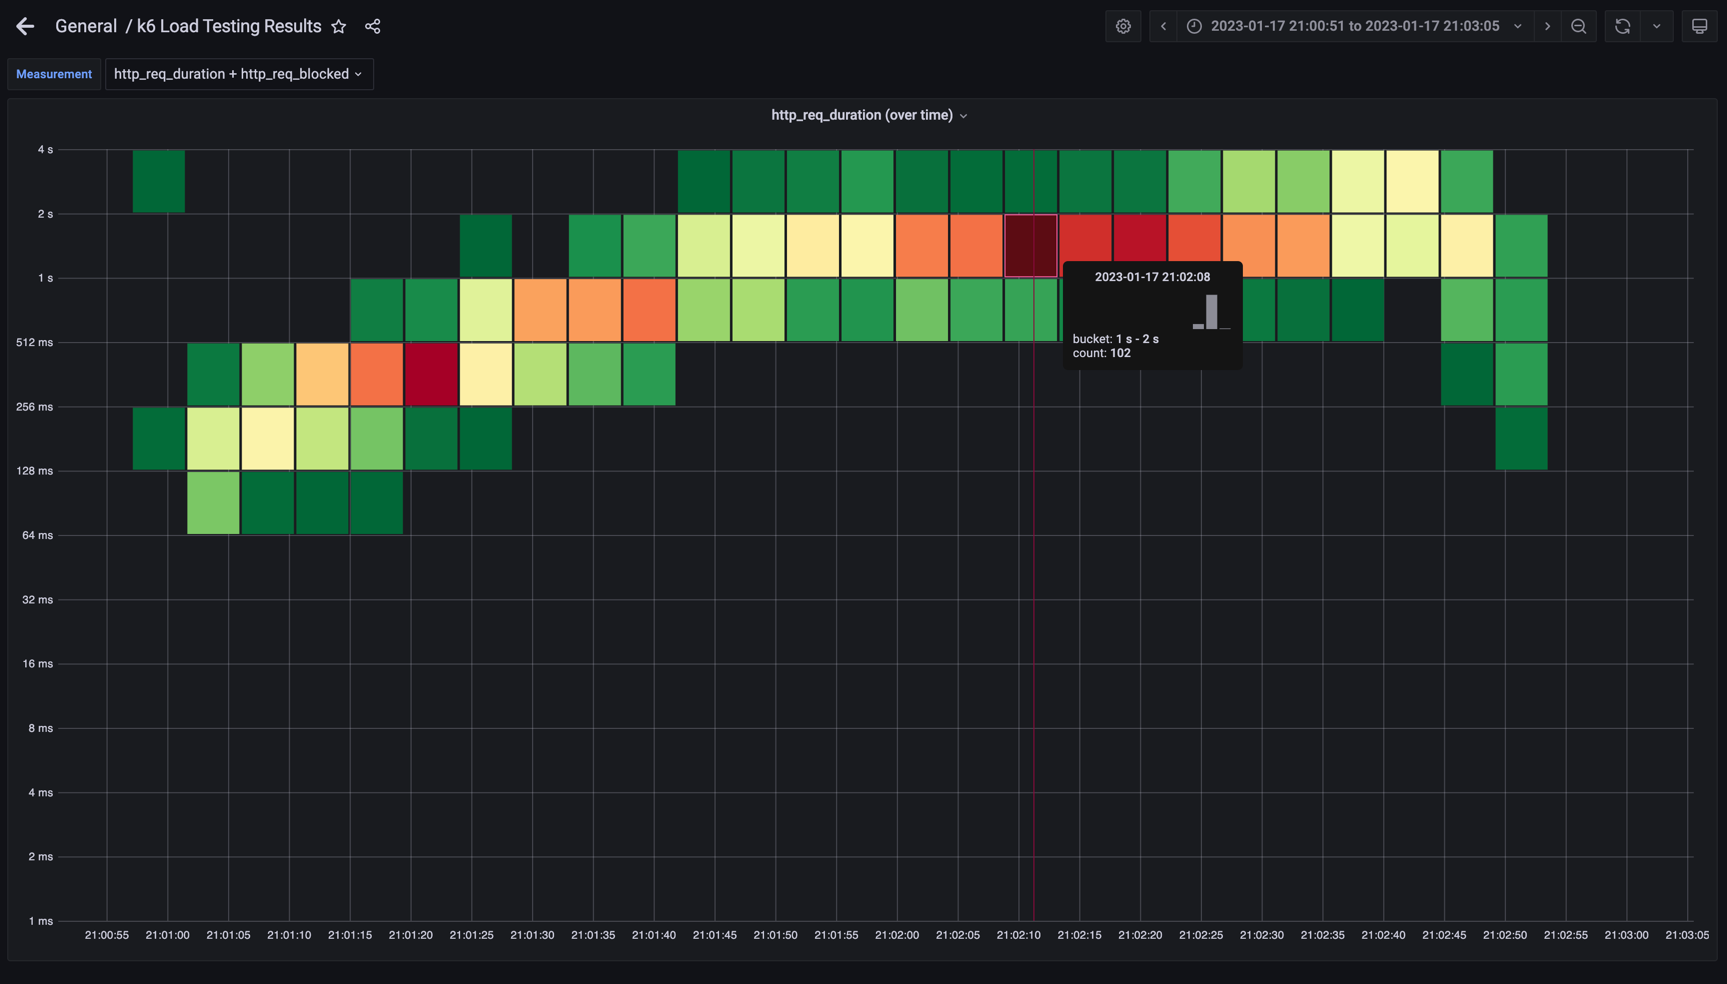 General / k6 Load Testing Results
2023-01-17 21:00:51 to 2023-01-17 21:03:05
Measurement http_req_duration + http_req_blocked
http_req_duration (over time)
4 s
2 s
1 s
512 ms
256 ms
128 ms
64 ms
32 ms
16 ms
8 ms
4 ms
2 ms
1 ms
2023-01-17 21:02:08
bucket: 1 s - 2 s
count: 102
21:00:55 21:01:00 21:01:05 21:01:10 21:01:15 21:01:20 21:01:25 21:01:30 21:01:35 21:01:40 21:01:45 21:01:50 21:01:55 21:02:00 21:02:05 21:02:10 21:02:15 21:02:20 21:02:25 21:02:30 21:02:35 21:02:40 21:02:45 21:02:50 21:02:55 21:03:00 21:03:05